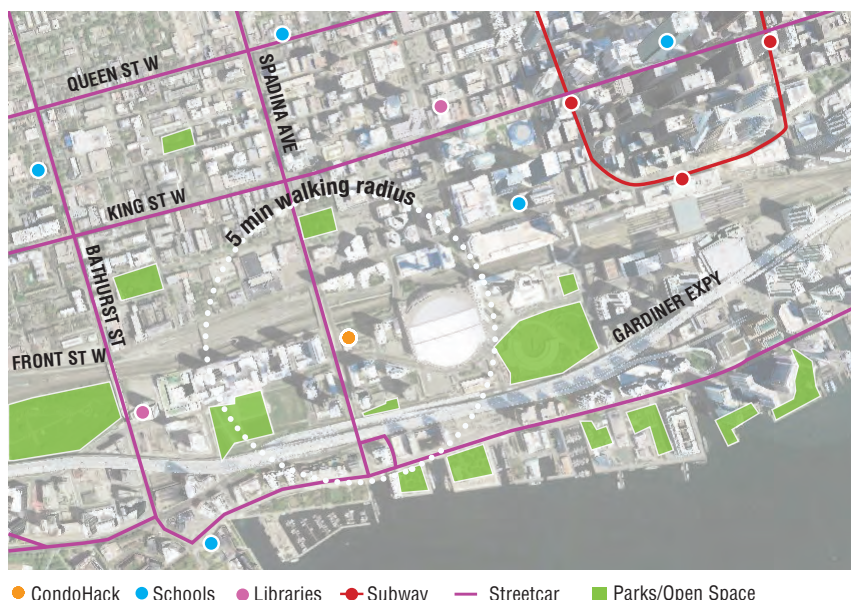 QUEEN ST W
SPADINA AVE
KING ST W
5 min walking radius
BATHURST ST
GARDINER EXPY
FRONT ST W
CondoHack
Schools
Libraries
Subway
Streetcar
Parks/Open Space